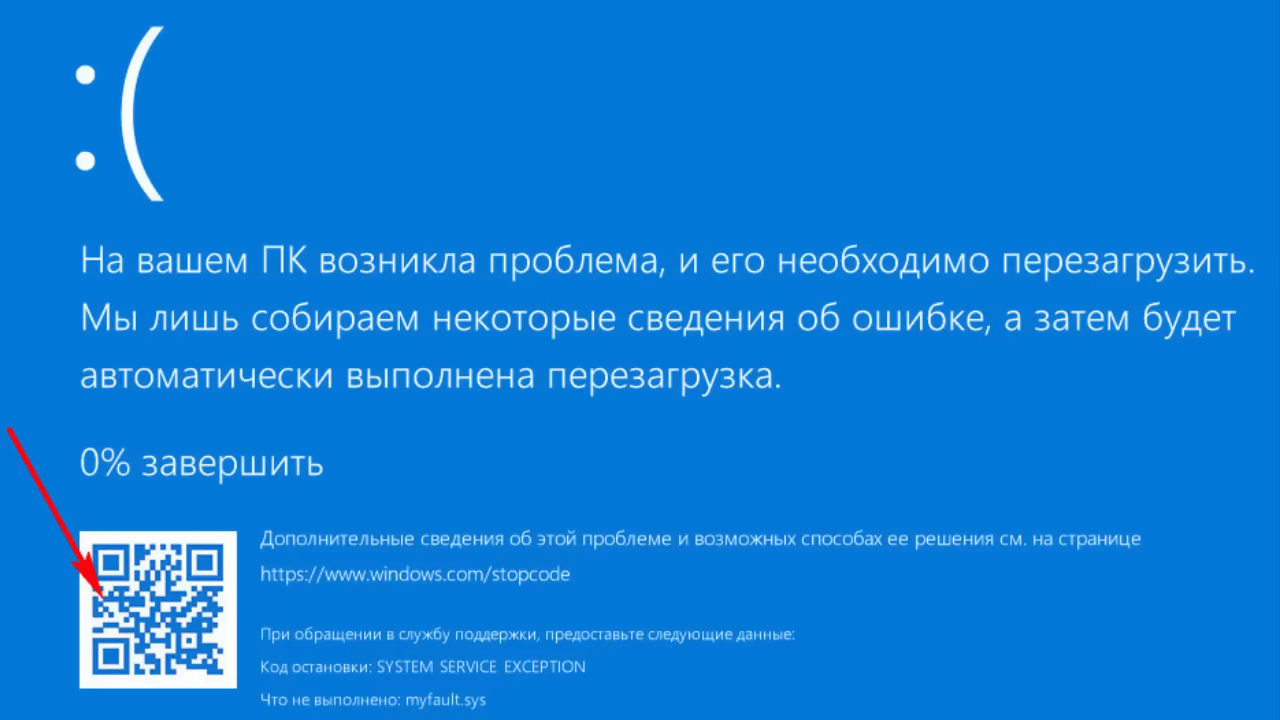 :(
На вашем ПК возникла проблема, и его необходимо перезагрузить.
Мы лишь собираем некоторые сведения об ошибке, а затем будет
автоматически выполнена перезагрузка.
0% завершить
Дополнительные сведения об этой проблеме и возможных способах ее решения см. на странице
https://www.windows.com/stopcode
При обращении в службу поддержки, предоставьте следующие данные:
Код остановки: SYSTEM SERVICE EXCEPTION
Что не выполнено: myfault.sys